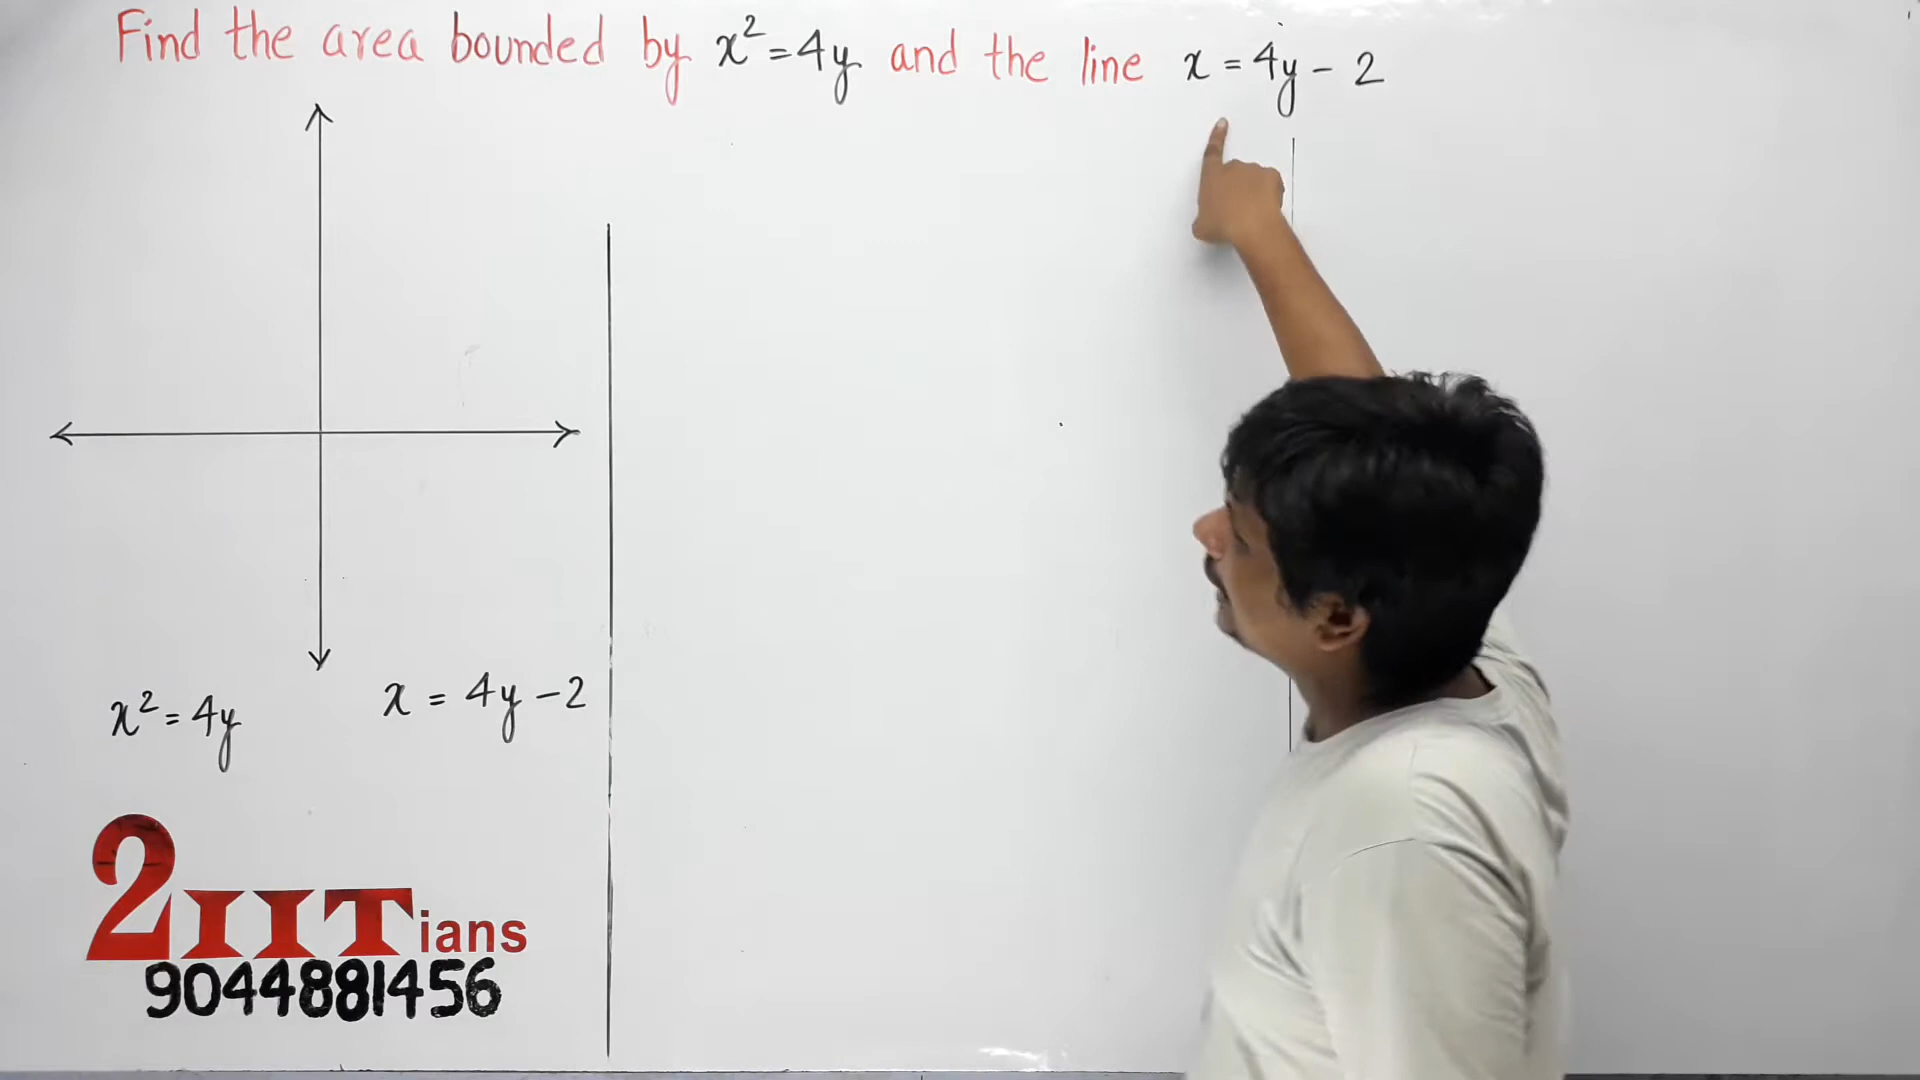 Find the area bounded by x² = 4y and the line x = 4y - 2
x² = 4y
x = 4y - 2
2IITians
9044881456